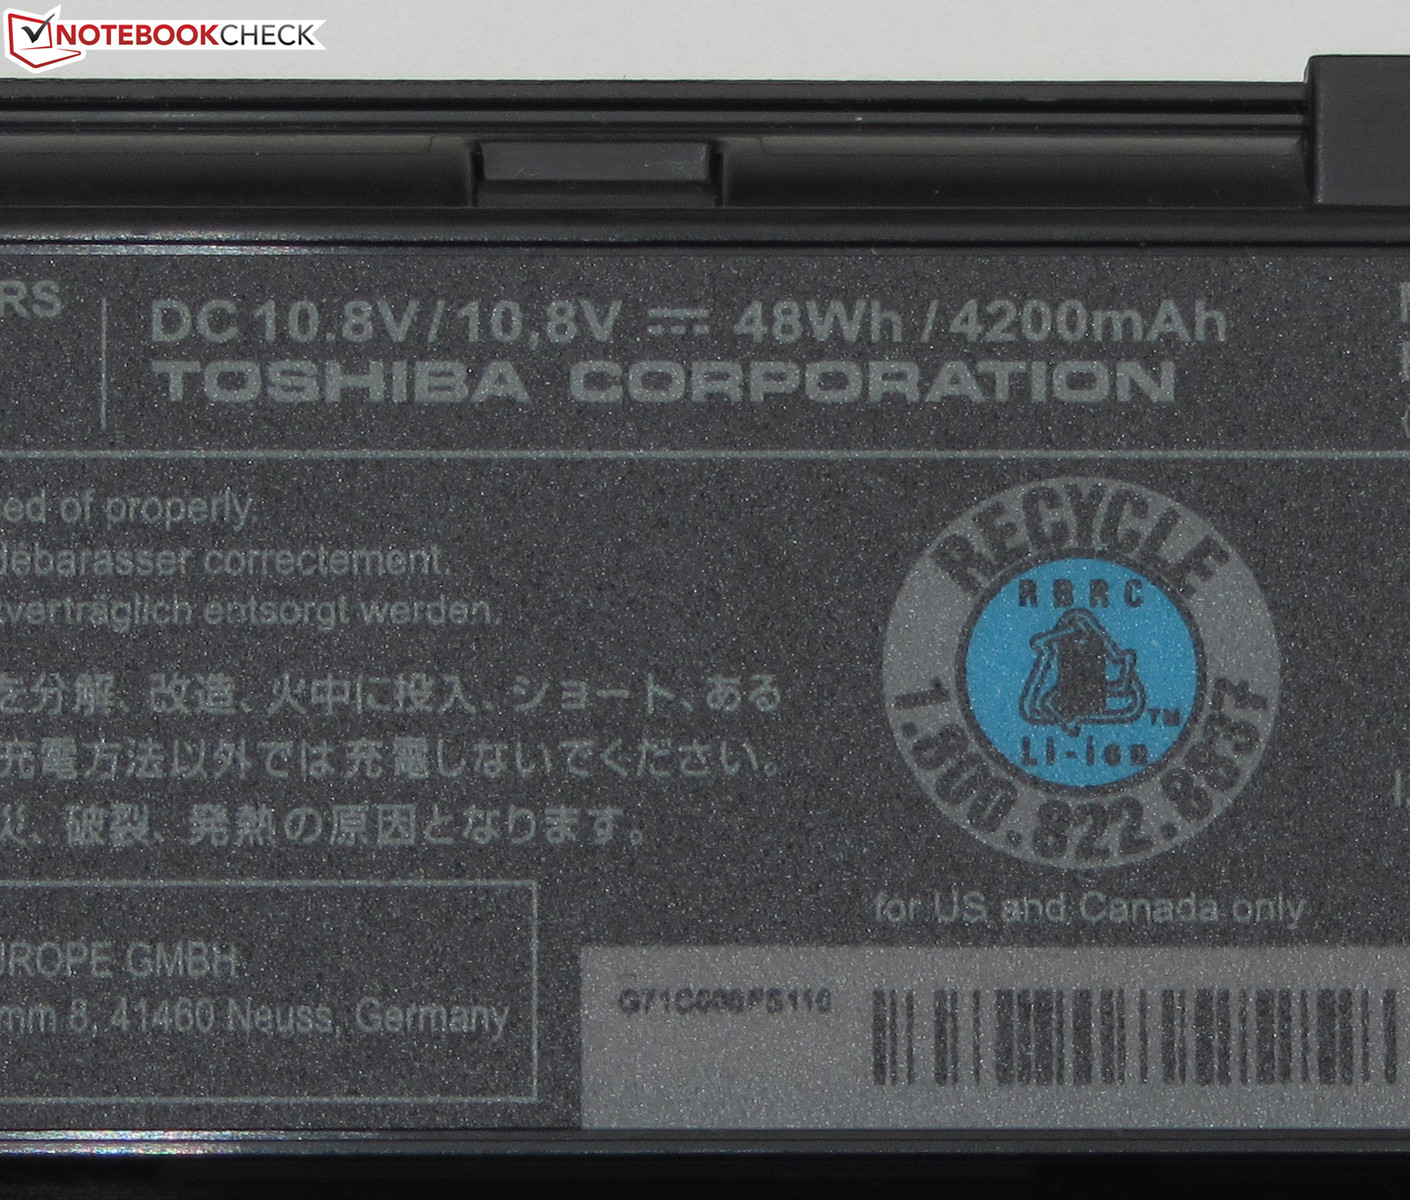 NOTEBOOKCHECK
RS
DC 10.8V / 10,8V ⎓ 48Wh / 4200mAh
TOSHIBA CORPORATION
ed of properly.
débarasser correctement.
verträglich entsorgt werden.
を分解、改造、火中に投入、ショート、ある
充電方法以外では充電しないでください。
災、破裂、発熱の原因となります。
RECYCLE
RBRC
TM
Li-ion
1.800.822.8837
for US and Canada only
UROPE GMBH
mm 8, 41460 Neuss, Germany